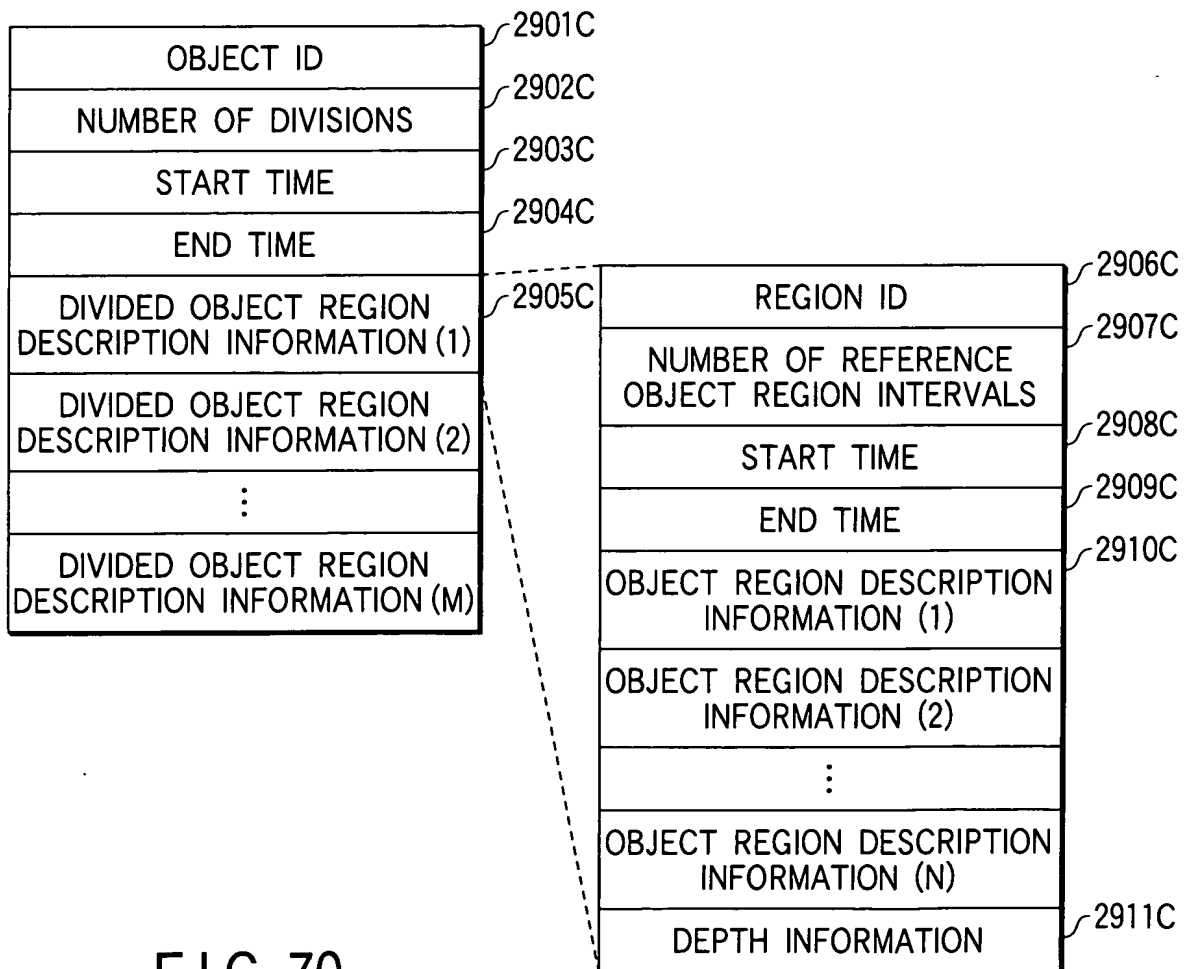 OBJECT ID
2901C
NUMBER OF DIVISIONS
2902C
START TIME
2903C
END TIME
2904C
DIVIDED OBJECT REGION
DESCRIPTION INFORMATION (1)
2905C
DIVIDED OBJECT REGION
DESCRIPTION INFORMATION (2)
⋮
DIVIDED OBJECT REGION
DESCRIPTION INFORMATION (M)
REGION ID
2906C
NUMBER OF REFERENCE
OBJECT REGION INTERVALS
2907C
START TIME
2908C
END TIME
2909C
OBJECT REGION DESCRIPTION
INFORMATION (1)
2910C
OBJECT REGION DESCRIPTION
INFORMATION (2)
⋮
OBJECT REGION DESCRIPTION
INFORMATION (N)
DEPTH INFORMATION
2911C
FIG. 70